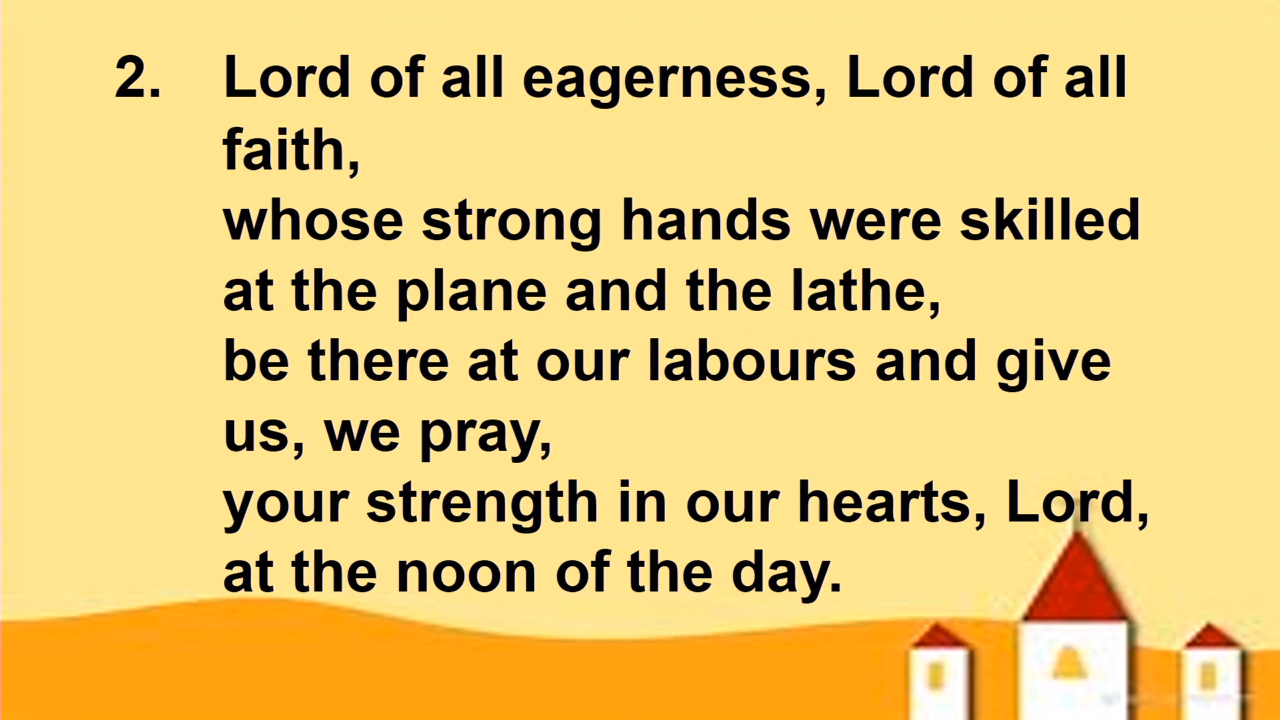 2. Lord of all eagerness, Lord of all
faith,
whose strong hands were skilled
at the plane and the lathe,
be there at our labours and give
us, we pray,
your strength in our hearts, Lord,
at the noon of the day.